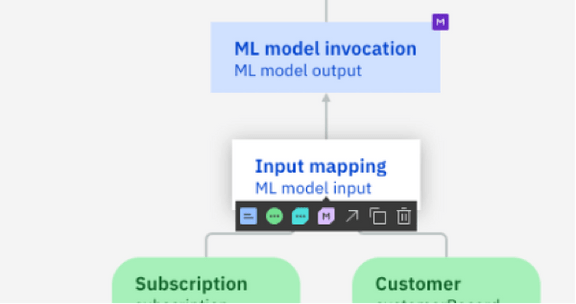 M
ML model invocation
ML model output
Input mapping
ML model input
M
Subscription
Customer
subscription
customerRecord